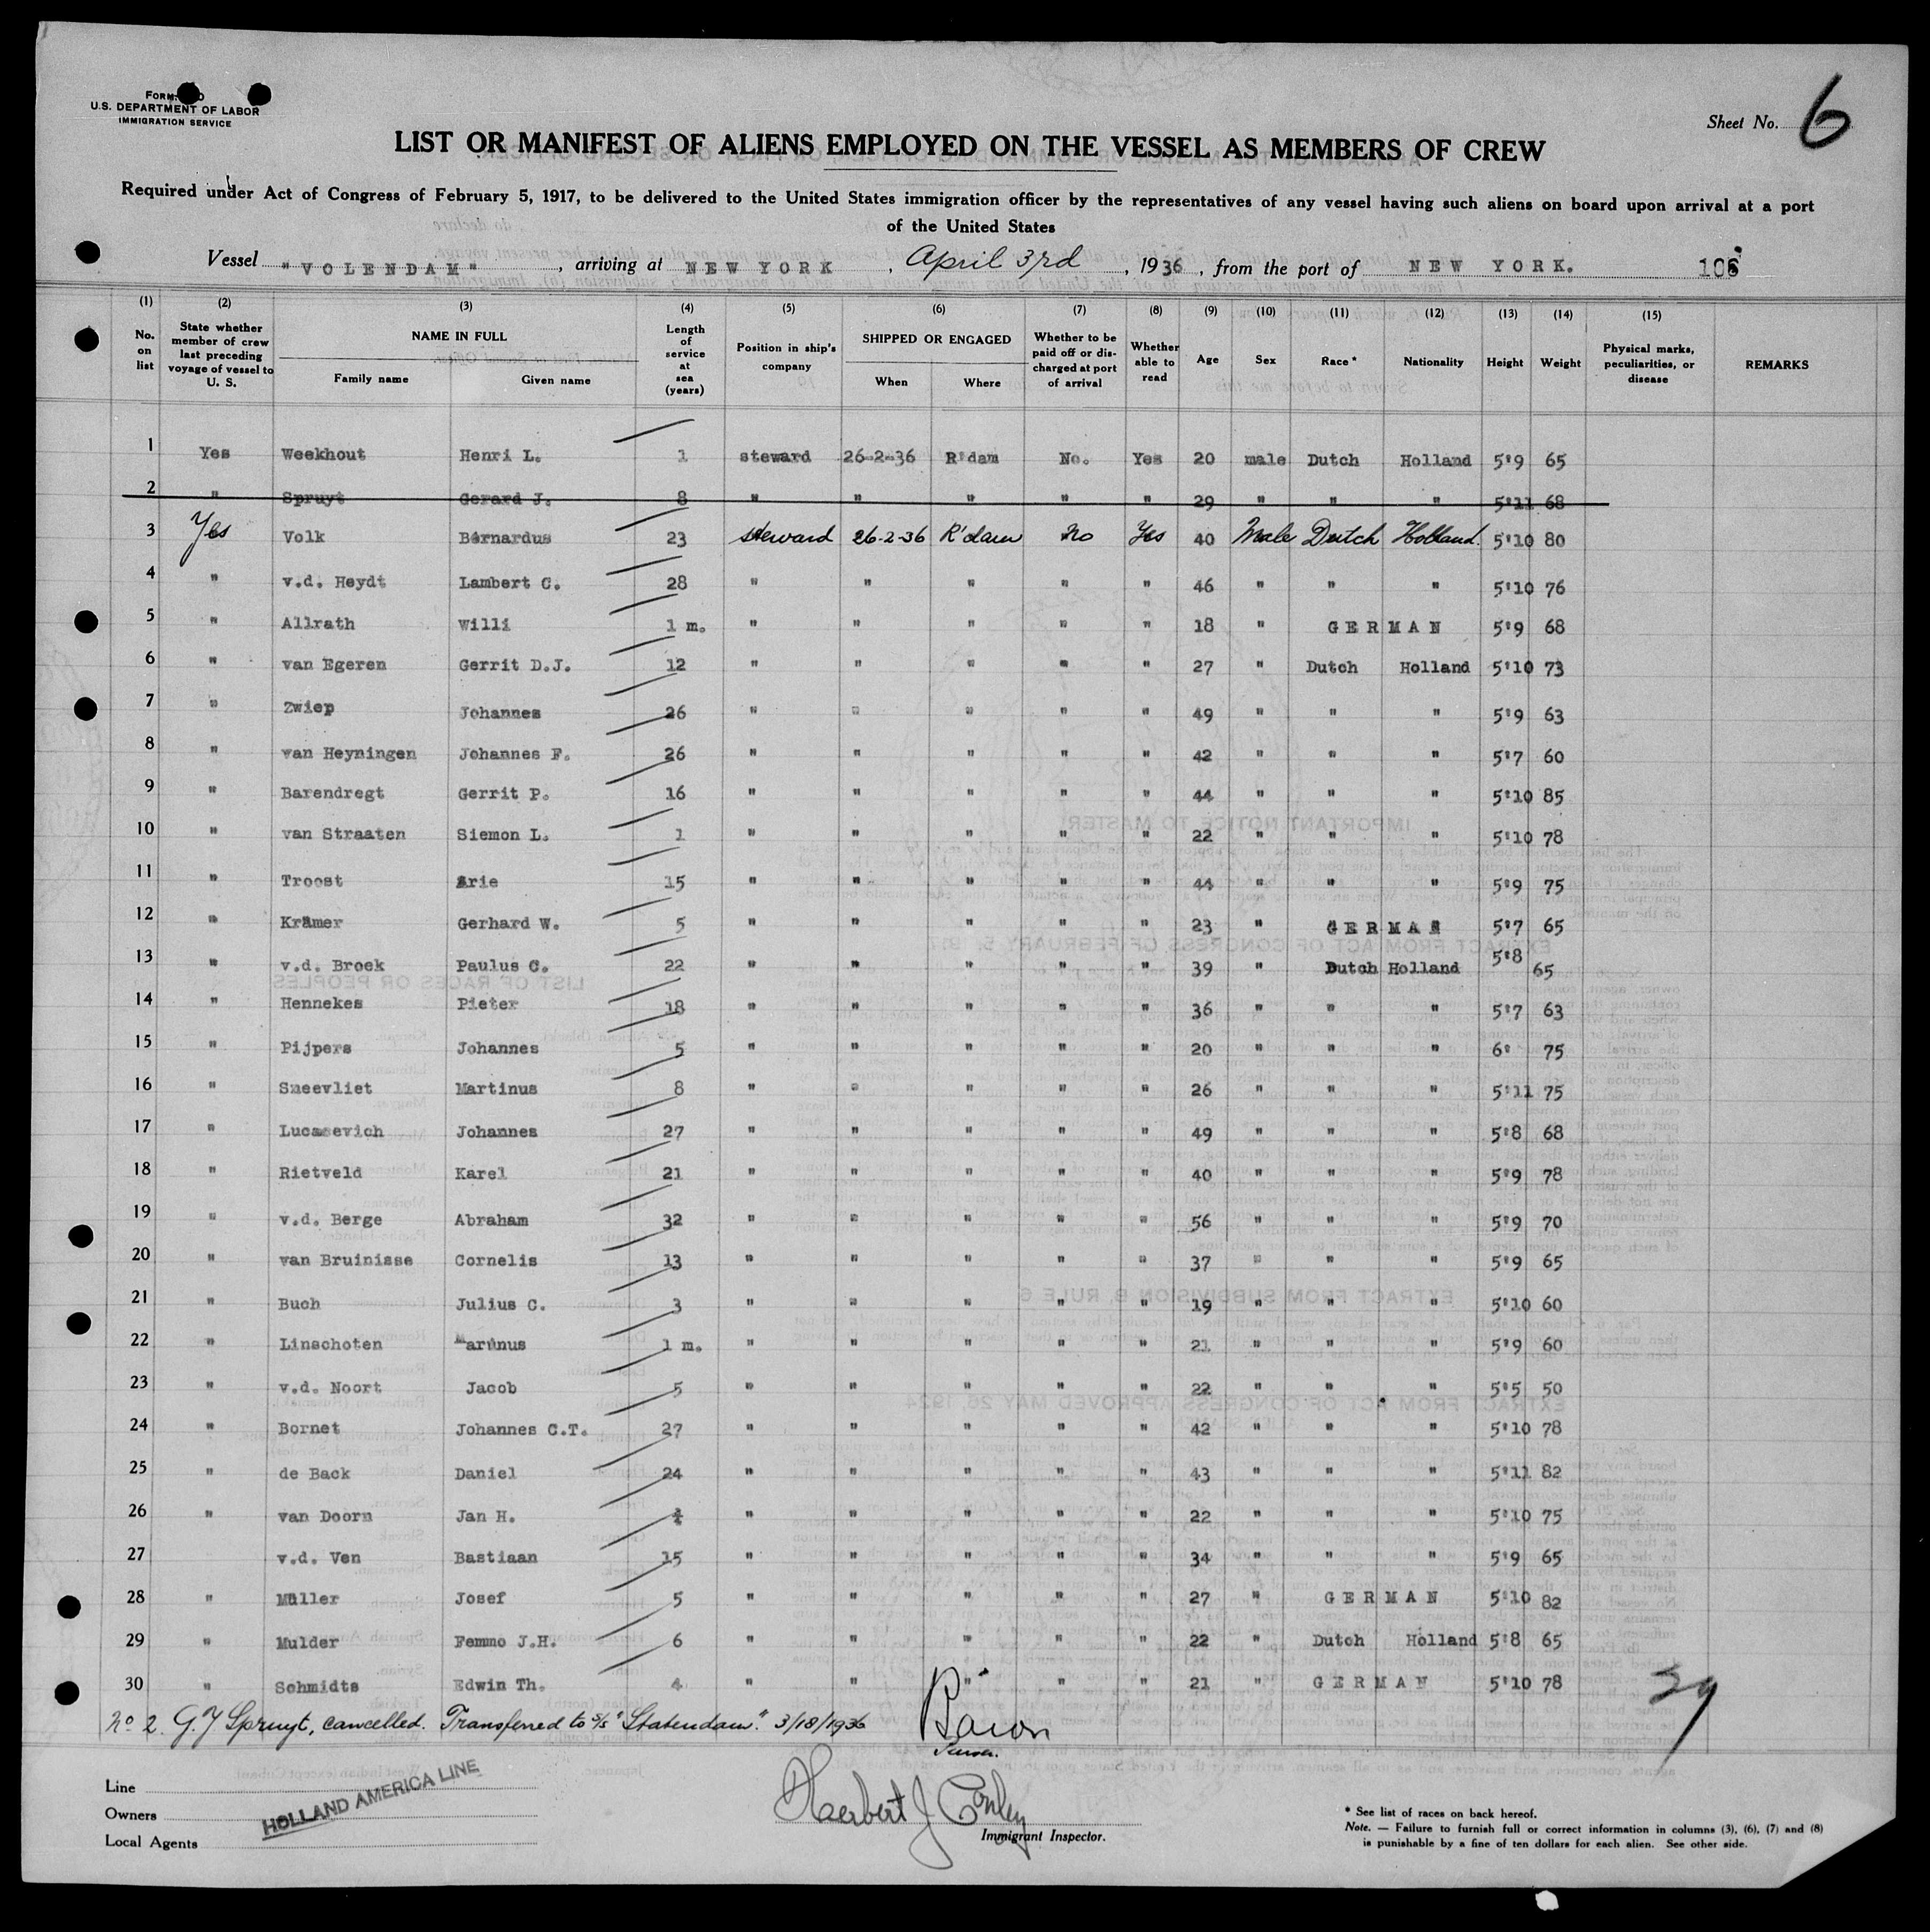 FORM 680
U.S. DEPARTMENT OF LABOR
IMMIGRATION SERVICE
Sheet No. 6
LIST OR MANIFEST OF ALIENS EMPLOYED ON THE VESSEL AS MEMBERS OF CREW
Required under Act of Congress of February 5, 1917, to be delivered to the United States immigration officer by the representatives of any vessel having such aliens on board upon arrival at a port
of the United States
Vessel "VOLENDAM", arriving at NEW YORK, April 3rd, 1936, from the port of NEW YORK. 106
(1) No. on list (2) State whether member of crew last preceding voyage of vessel to U. S. (3) NAME IN FULL Family name Given name (4) Length of service at sea (years) (5) Position in ship's company (6) SHIPPED OR ENGAGED When Where (7) Whether to be paid off or discharged at port of arrival (8) Whether able to read (9) Age (10) Sex (11) Race * (12) Nationality (13) Height (14) Weight (15) Physical marks, peculiarities, or disease REMARKS
1 Yes Weekhout Henri L. 1 steward 26-2-36 R'dam No. Yes 20 male Dutch Holland 5'9 65
2 " Spruyt Gerard J. 8 " " " " " 29 " " " 5'11 68
3 Yes Volk Bernardus 23 steward 26-2-36 R'dam No Yes 40 Male Dutch Holland. 5'10 80
4 " v.d. Heydt Lambert C. 28 " " " " " 46 " " " 5'10 76
5 " Allrath Willi 1 m. " " " " " 18 " GERMAN 5'9 68
6 " van Egeren Gerrit D.J. 12 " " " " " 27 " Dutch Holland 5'10 73
7 " Zwiep Johannes 26 " " " " " 49 " " " 5'9 63
8 " van Heyningen Johannes F. 26 " " " " " 42 " " " 5'7 60
9 " Barendregt Gerrit P. 16 " " " " " 44 " " " 5'10 85
10 " van Straaten Siemon L. 1 " " " " " 22 " " " 5'10 78
11 " Troost Arie 15 " " " " " 44 " " " 5'9 75
12 " Krämer Gerhard W. 5 " " " " " 23 " GERMAN 5'7 65
13 " v.d. Broek Paulus C. 22 " " " " " 39 " Dutch Holland 5'8 65
14 " Hennekes Pieter 18 " " " " " 36 " " " 5'7 63
15 " Pijpers Johannes 5 " " " " " 20 " " " 6' 75
16 " Sneevliet Martinus 8 " " " " " 26 " " " 5'11 75
17 " Lucasevich Johannes 27 " " " " " 49 " " " 5'8 68
18 " Rietveld Karel 21 " " " " " 40 " " " 5'9 78
19 " v.d. Berge Abraham 32 " " " " " 56 " " " 5'9 70
20 " van Bruinisse Cornelis 13 " " " " " 37 " " " 5'9 65
21 " Buch Julius C. 3 " " " " " 19 " " " 5'10 60
22 " Linschoten Marinus 1 m. " " " " " 21 " " " 5'9 60
23 " v.d. Noort Jacob 5 " " " " " 22 " " " 5'5 50
24 " Bornet Johannes C.T. 27 " " " " " 42 " " " 5'10 78
25 " de Back Daniel 24 " " " " " 43 " " " 5'11 82
26 " van Doorn Jan H. " " " " " 22 " " " 5'10 75
27 v.d. Ven Bastiaan 15 " " " " " 34 " " " 5'9 65
28 " Müller Josef 5 " " " " " 27 " GERMAN 5'10 82
29 " Mulder Femmo J.H. 6 " " " " " 22 " Dutch Holland 5'8 65
30 " Schmidts Edwin Th. 4 " " " " " 21 " GERMAN 5'10 78
No 2. G.J Spruyt, cancelled. Transferred to s/s "Statendam". 3/18/1936
Line
Owners
Local Agents
HOLLAND AMERICA LINE
Immigrant Inspector.
* See list of races on back hereof.
Note. — Failure to furnish full or correct information in columns (3), (6), (7) and (8)
is punishable by a fine of ten dollars for each alien. See other side.